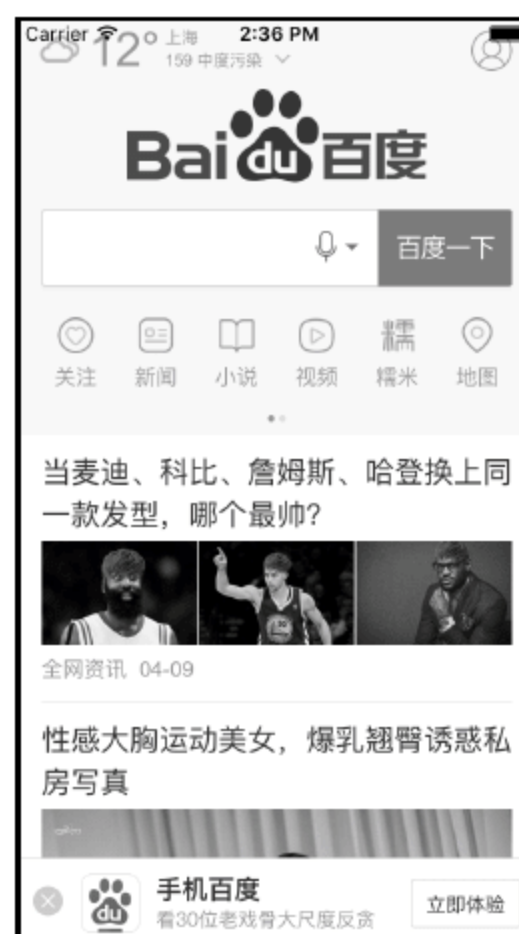 Carrier 2:36 PM
12° 上海
159 中度污染
Bai du 百度
百度一下
关注 新闻 小说 视频 糯米 地图
当麦迪、科比、詹姆斯、哈登换上同
一款发型，哪个最帅?
全网资讯 04-09
性感大胸运动美女，爆乳翘臀诱惑私
房写真
手机百度
看30位老戏骨大尺度反贪
立即体验